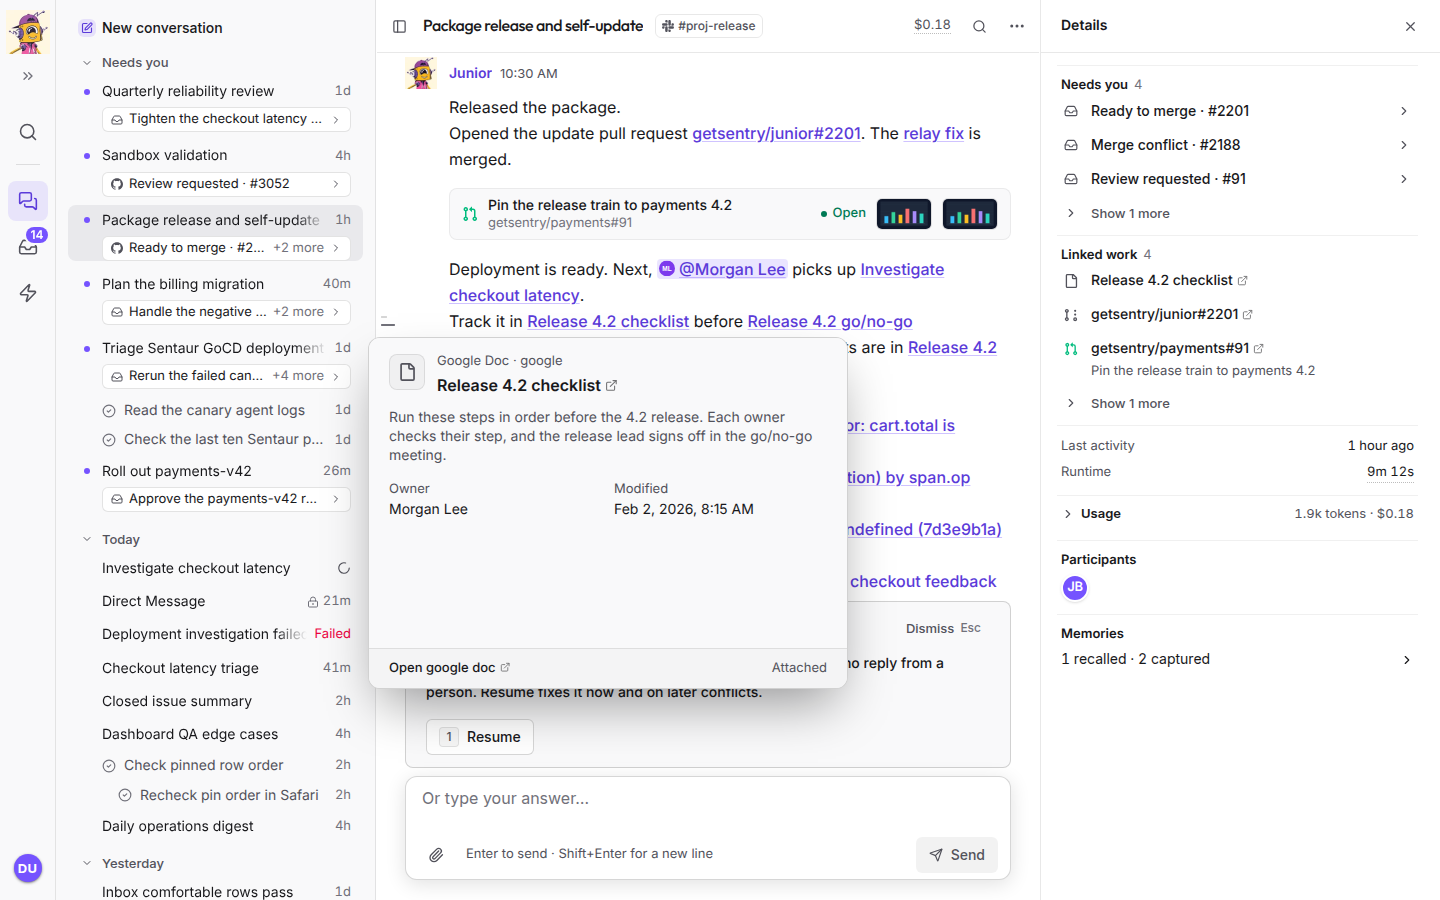 New conversation
Needs you
Quarterly reliability review 1d
Tighten the checkout latency ...
Sandbox validation 4h
Review requested · #3052
Package release and self-update 1h
Ready to merge · #2... +2 more
Plan the billing migration 40m
Handle the negative ... +2 more
Triage Sentaur GoCD deployment 1d
Rerun the failed can... +4 more
Read the canary agent logs 1d
Check the last ten Sentaur p... 1d
Roll out payments-v42 26m
Approve the payments-v42 r...
Today
Investigate checkout latency
Direct Message 21m
Deployment investigation failed Failed
Checkout latency triage 41m
Closed issue summary 2h
Dashboard QA edge cases 4h
Check pinned row order 2h
Recheck pin order in Safari 2h
Daily operations digest 4h
Yesterday
Inbox comfortable rows pass 1d
14
DU
Package release and self-update #proj-release $0.18
Junior 10:30 AM
Released the package.
Opened the update pull request getsentry/junior#2201. The relay fix is
merged.
Pin the release train to payments 4.2
getsentry/payments#91
Open
Deployment is ready. Next, ML @Morgan Lee picks up Investigate
checkout latency.
Track it in Release 4.2 checklist before Release 4.2 go/no-go
s are in Release 4.2
or: cart.total is
tion) by span.op
ndefined (7d3e9b1a)
checkout feedback
Google Doc · google
Release 4.2 checklist
Run these steps in order before the 4.2 release. Each owner
checks their step, and the release lead signs off in the go/no-go
meeting.
Owner Modified
Morgan Lee Feb 2, 2026, 8:15 AM
Open google doc Attached
Dismiss Esc
no reply from a
person. Resume fixes it now and on later conflicts.
1 Resume
Or type your answer...
Enter to send · Shift+Enter for a new line
Send
Details
Needs you 4
Ready to merge · #2201
Merge conflict · #2188
Review requested · #91
Show 1 more
Linked work 4
Release 4.2 checklist
getsentry/junior#2201
getsentry/payments#91
Pin the release train to payments 4.2
Show 1 more
Last activity 1 hour ago
Runtime 9m 12s
Usage 1.9k tokens · $0.18
Participants
JB
Memories
1 recalled · 2 captured